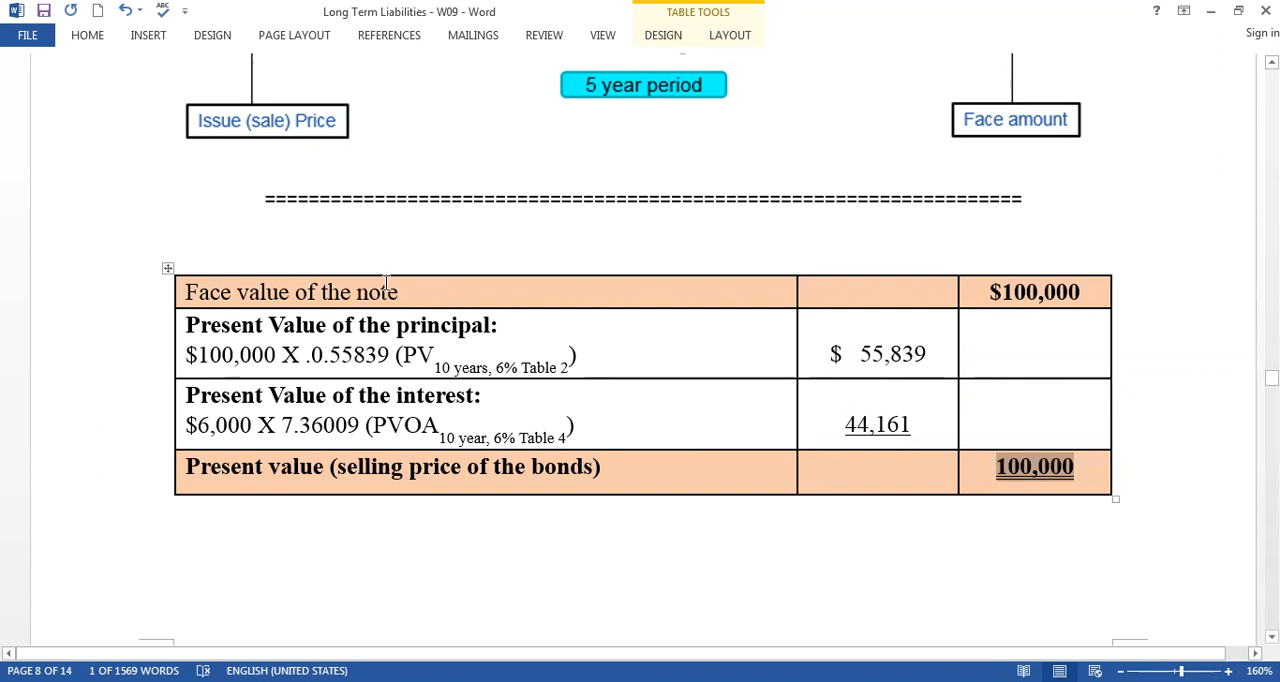 Long Term Liabilities - W09 - Word
TABLE TOOLS
?
Sign in
FILE HOME INSERT DESIGN PAGE LAYOUT REFERENCES MAILINGS REVIEW VIEW DESIGN LAYOUT
5 year period
Issue (sale) Price
Face amount
=====================================================================
Face value of the note $100,000
Present Value of the principal:
$100,000 X .0.55839 (PV10 years, 6% Table 2) $ 55,839
Present Value of the interest:
$6,000 X 7.36009 (PVOA10 year, 6% Table 4) 44,161
Present value (selling price of the bonds) 100,000
PAGE 8 OF 14 1 OF 1569 WORDS ENGLISH (UNITED STATES) 160%